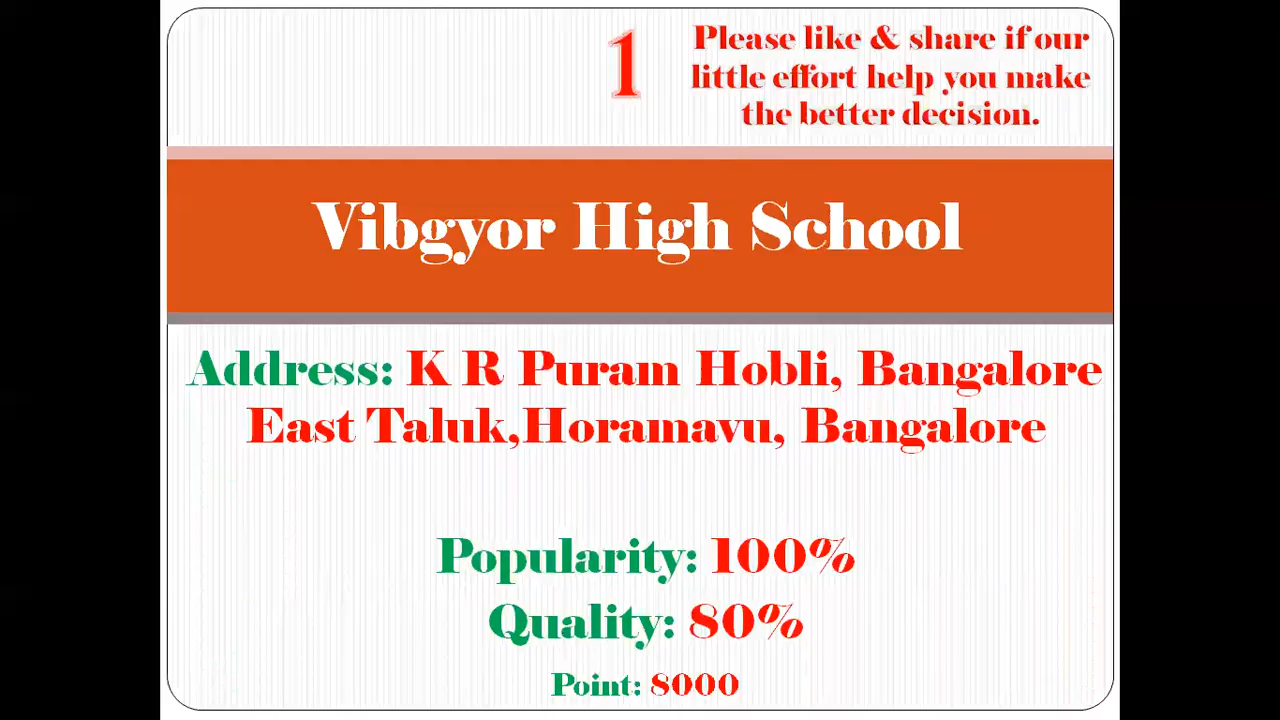 1
Please like & share if our
little effort help you make
the better decision.
Vibgyor High School
Address: K R Puram Hobli, Bangalore
East Taluk,Horamavu, Bangalore
Popularity: 100%
Quality: 80%
Point: 8000